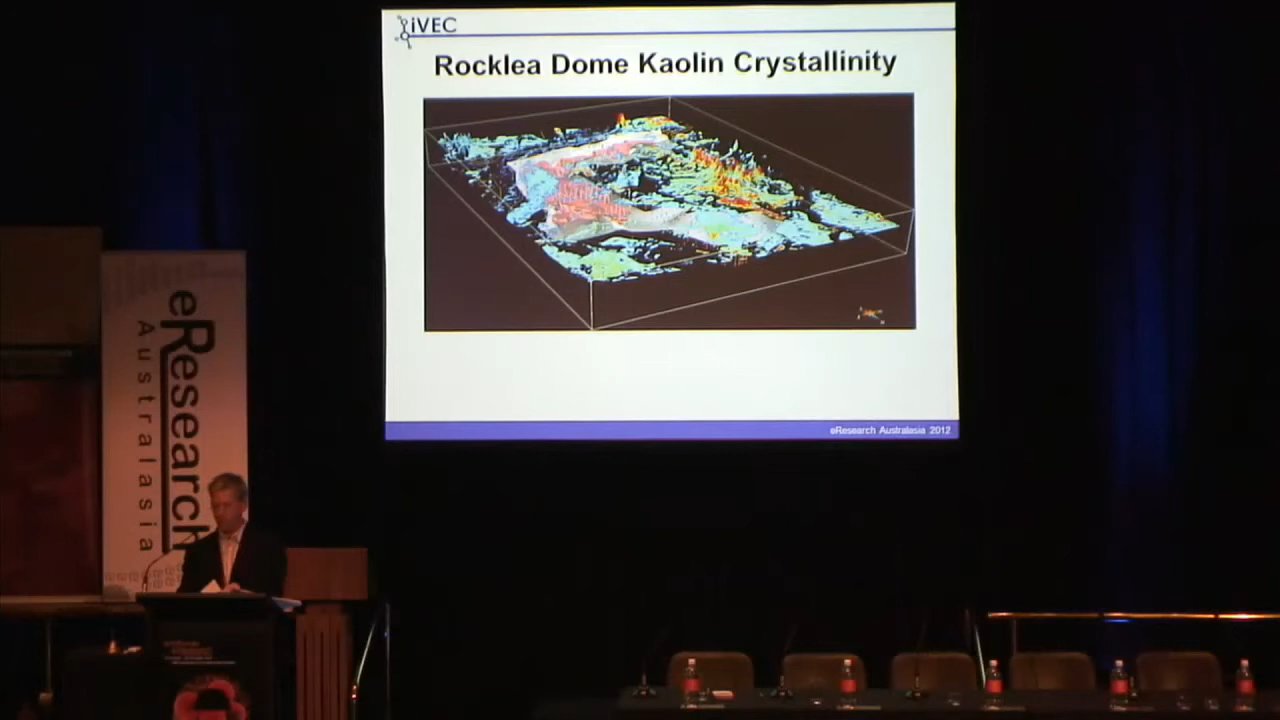 iVEC
Rocklea Dome Kaolin Crystallinity
eResearch Australasia 2012
eResearch
Australasia